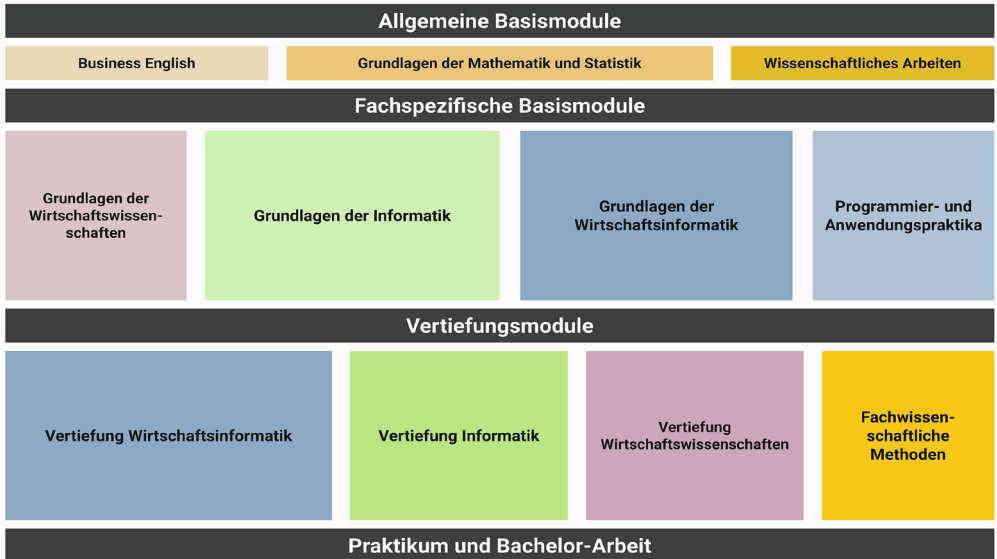 Allgemeine Basismodule
Business English
Grundlagen der Mathematik und Statistik
Wissenschaftliches Arbeiten
Fachspezifische Basismodule
Grundlagen der
Wirtschaftswissen-
schaften
Grundlagen der Informatik
Grundlagen der
Wirtschaftsinformatik
Programmier- und
Anwendungspraktika
Vertiefungsmodule
Vertiefung Wirtschaftsinformatik
Vertiefung Informatik
Vertiefung
Wirtschaftswissenschaften
Fachwissen-
schaftliche
Methoden
Praktikum und Bachelor-Arbeit